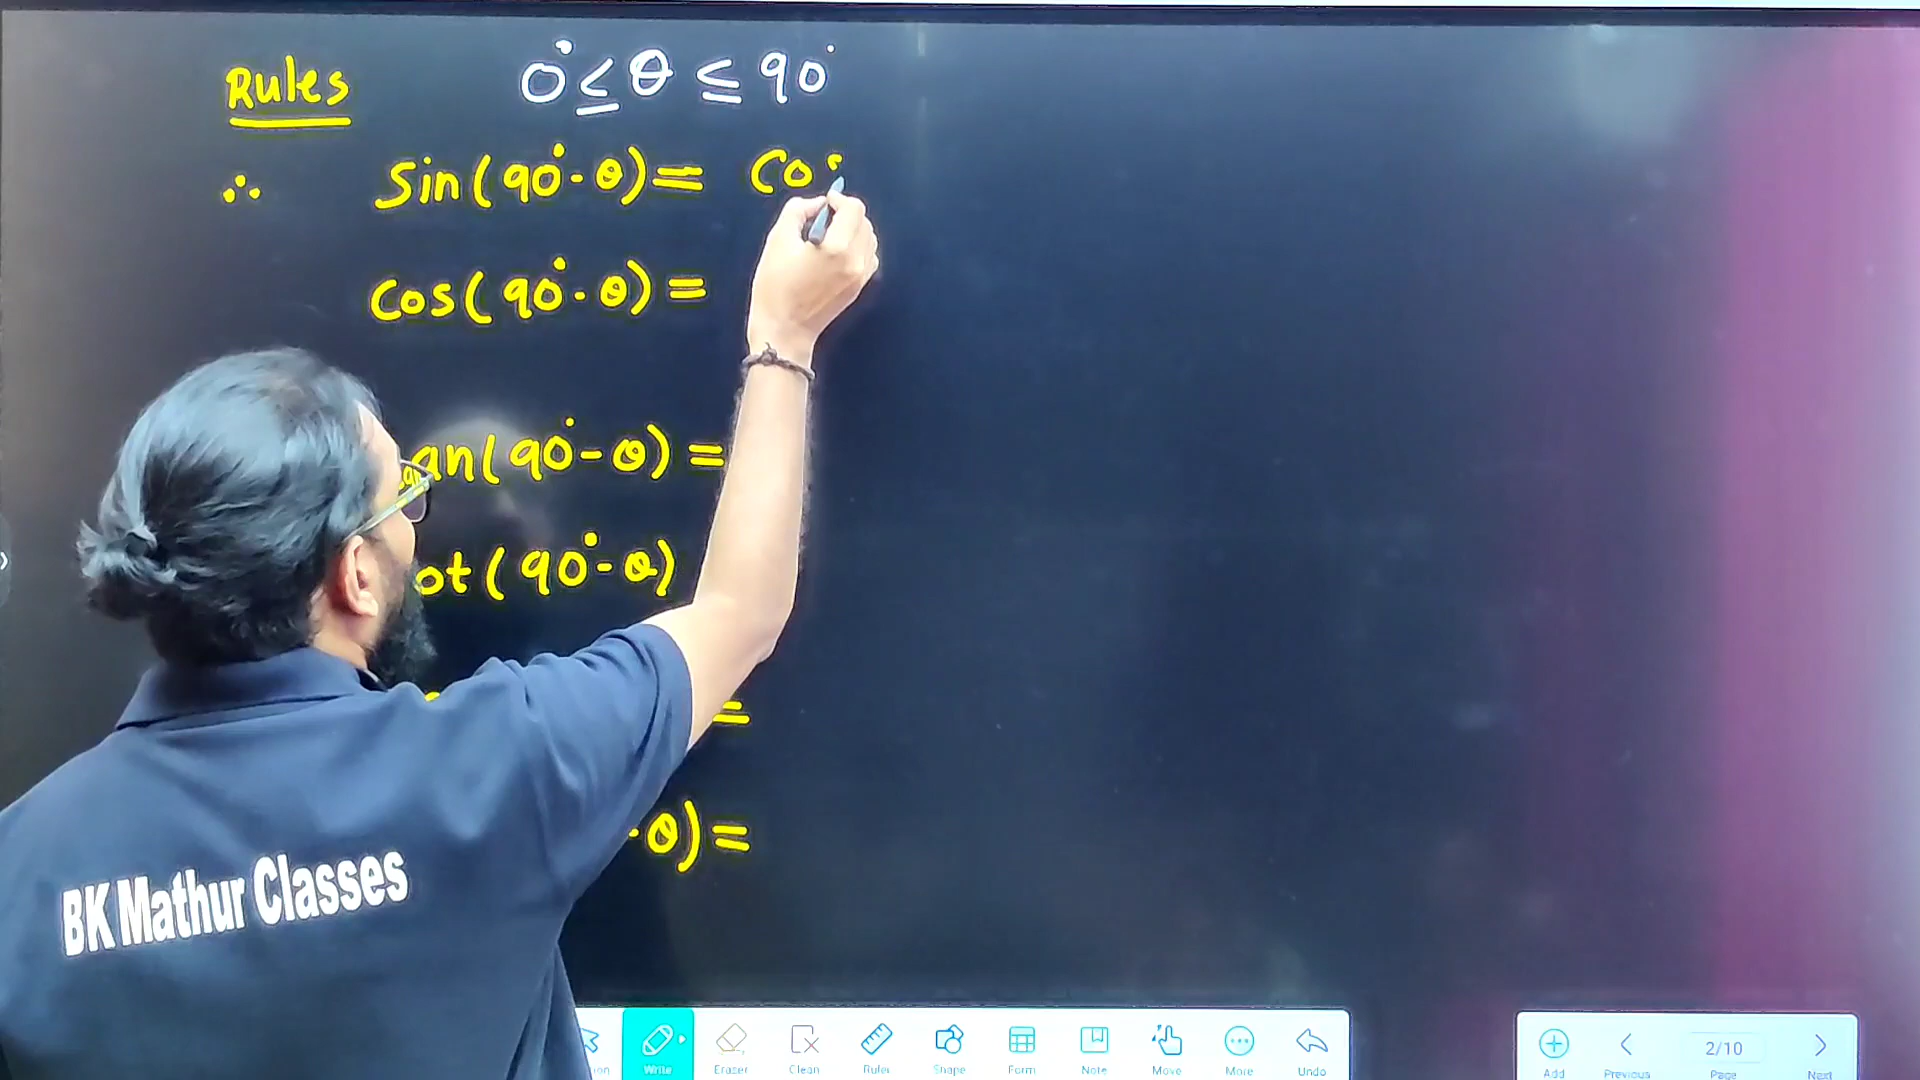 Rules 0° ≤ θ ≤ 90°
∴ Sin(90°-θ)= Cos
Cos(90°-θ)=
an(90°-θ)=
ot(90°-θ)
=
-θ)=
BK Mathur Classes
Write Eraser Clean Ruler Shape Form Note Move More Undo
Add Previous 2/10 Page Next